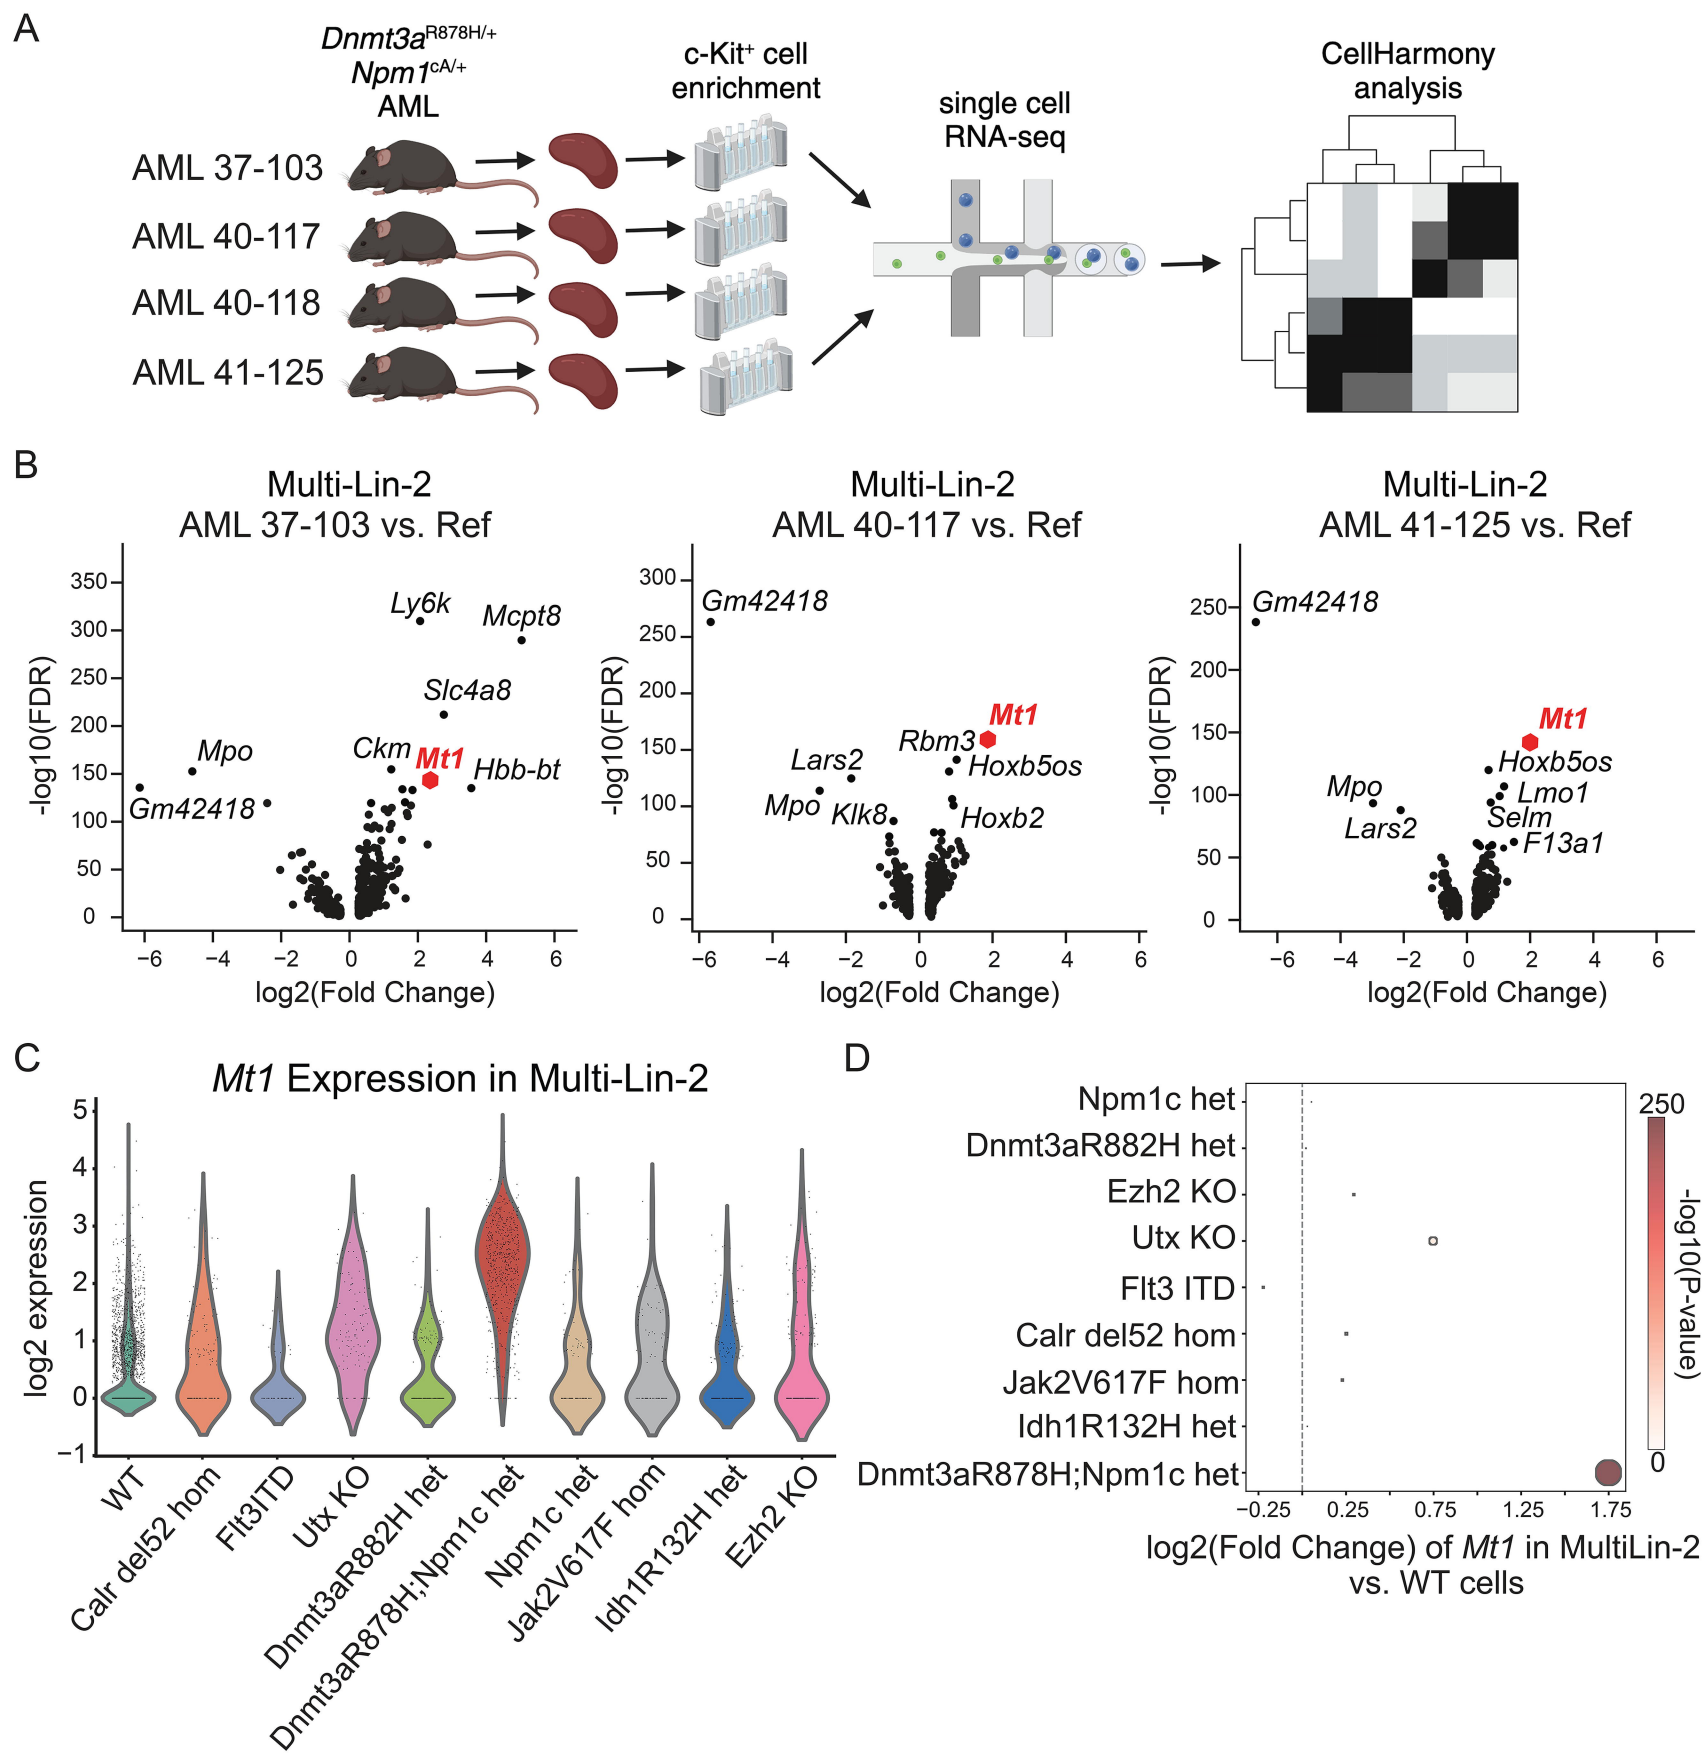 A
Dnmt3aR878H/+
Npm1cA/+
AML
c-Kit+ cell
enrichment
single cell
RNA-seq
CellHarmony
analysis
AML 37-103
AML 40-117
AML 40-118
AML 41-125
B
Multi-Lin-2
AML 37-103 vs. Ref
-log10(FDR)
350
300
250
200
150
100
50
0
Ly6k
Mcpt8
Slc4a8
Mpo
Ckm
Mt1
Hbb-bt
Gm42418
−6
−4
−2
0
2
4
6
log2(Fold Change)
Multi-Lin-2
AML 40-117 vs. Ref
-log10(FDR)
300
250
200
150
100
50
0
Gm42418
Mt1
Rbm3
Lars2
Hoxb5os
Mpo
Klk8
Hoxb2
−6
−4
−2
0
2
4
6
log2(Fold Change)
Multi-Lin-2
AML 41-125 vs. Ref
-log10(FDR)
250
200
150
100
50
0
Gm42418
Mt1
Hoxb5os
Mpo
Lmo1
Selm
Lars2
F13a1
−6
−4
−2
0
2
4
6
log2(Fold Change)
C
Mt1 Expression in Multi-Lin-2
log2 expression
5
4
3
2
1
0
−1
WT
Calr del52 hom
Flt3ITD
Utx KO
Dnmt3aR882H het
Dnmt3aR878H;Npm1c het
Npm1c het
Jak2V617F hom
Idh1R132H het
Ezh2 KO
D
Npm1c het
Dnmt3aR882H het
Ezh2 KO
Utx KO
Flt3 ITD
Calr del52 hom
Jak2V617F hom
Idh1R132H het
Dnmt3aR878H;Npm1c het
−0.25
0.25
0.75
1.25
1.75
log2(Fold Change) of Mt1 in MultiLin-2
vs. WT cells
250
0
-log10(P-value)